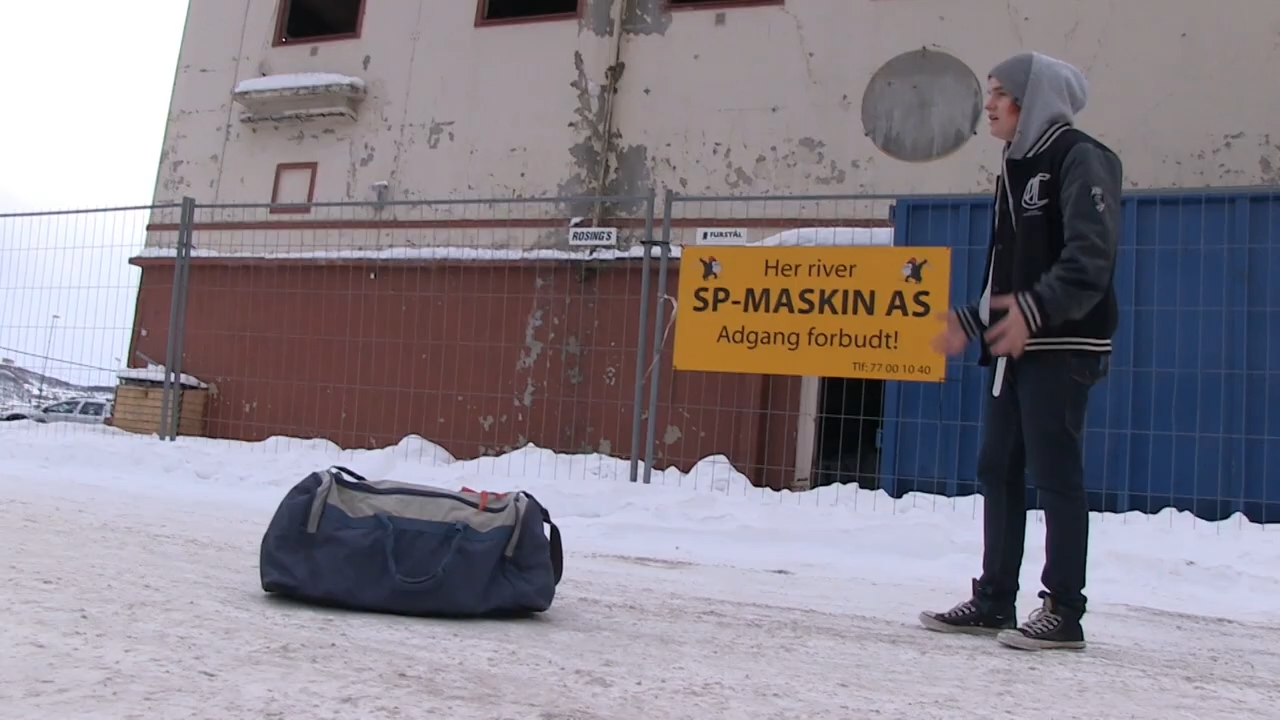 ROSING'S
FURSTÅL
Her river
SP-MASKIN AS
Adgang forbudt!
Tlf: 77 00 10 40